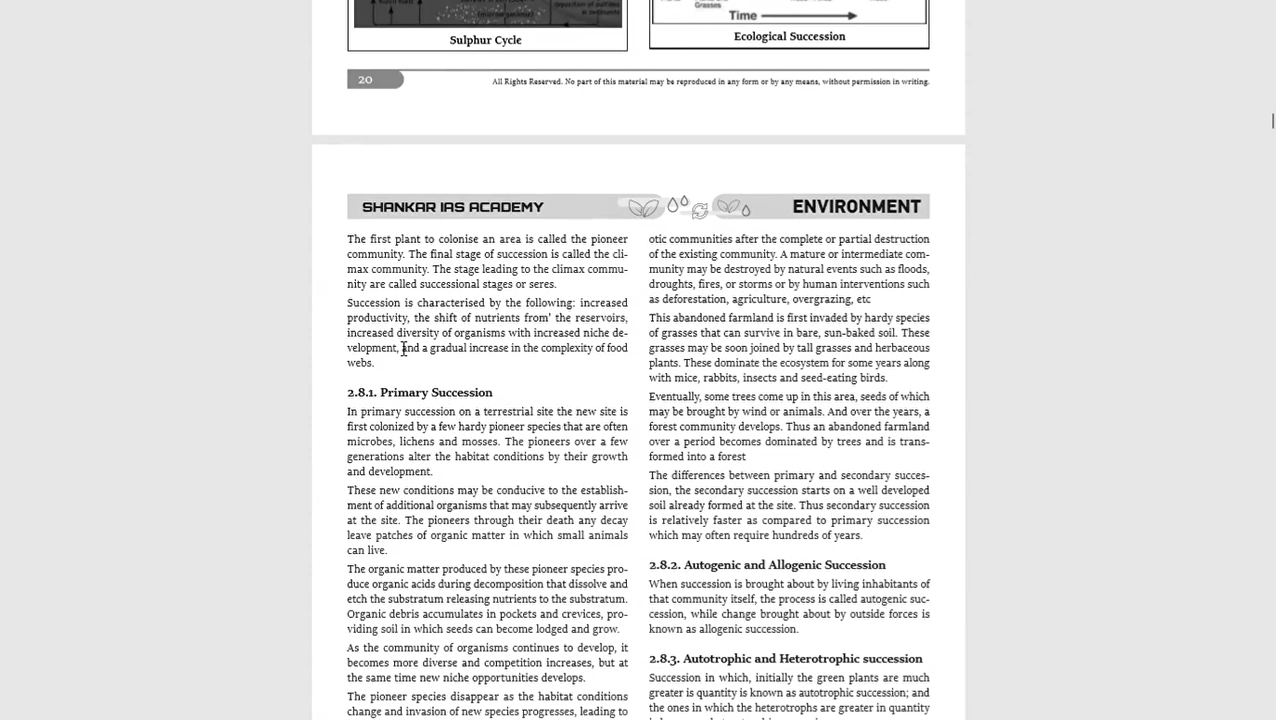 Grasses
Time
Sulphur Cycle
Ecological Succession
20
All Rights Reserved. No part of this material may be reproduced in any form or by any means, without permission in writing.
SHANKAR IAS ACADEMY
ENVIRONMENT
The first plant to colonise an area is called the pioneer
community. The final stage of succession is called the cli-
max community. The stage leading to the climax commu-
nity are called successional stages or seres.
Succession is characterised by the following: increased
productivity, the shift of nutrients from' the reservoirs,
increased diversity of organisms with increased niche de-
velopment, and a gradual increase in the complexity of food
webs.
2.8.1. Primary Succession
In primary succession on a terrestrial site the new site is
first colonized by a few hardy pioneer species that are often
microbes, lichens and mosses. The pioneers over a few
generations alter the habitat conditions by their growth
and development.
These new conditions may be conducive to the establish-
ment of additional organisms that may subsequently arrive
at the site. The pioneers through their death any decay
leave patches of organic matter in which small animals
can live.
The organic matter produced by these pioneer species pro-
duce organic acids during decomposition that dissolve and
etch the substratum releasing nutrients to the substratum.
Organic debris accumulates in pockets and crevices, pro-
viding soil in which seeds can become lodged and grow.
As the community of organisms continues to develop, it
becomes more diverse and competition increases, but at
the same time new niche opportunities develops.
The pioneer species disappear as the habitat conditions
change and invasion of new species progresses, leading to
otic communities after the complete or partial destruction
of the existing community. A mature or intermediate com-
munity may be destroyed by natural events such as floods,
droughts, fires, or storms or by human interventions such
as deforestation, agriculture, overgrazing, etc
This abandoned farmland is first invaded by hardy species
of grasses that can survive in bare, sun-baked soil. These
grasses may be soon joined by tall grasses and herbaceous
plants. These dominate the ecosystem for some years along
with mice, rabbits, insects and seed-eating birds.
Eventually, some trees come up in this area, seeds of which
may be brought by wind or animals. And over the years, a
forest community develops. Thus an abandoned farmland
over a period becomes dominated by trees and is trans-
formed into a forest
The differences between primary and secondary succes-
sion, the secondary succession starts on a well developed
soil already formed at the site. Thus secondary succession
is relatively faster as compared to primary succession
which may often require hundreds of years.
2.8.2. Autogenic and Allogenic Succession
When succession is brought about by living inhabitants of
that community itself, the process is called autogenic suc-
cession, while change brought about by outside forces is
known as allogenic succession.
2.8.3. Autotrophic and Heterotrophic succession
Succession in which, initially the green plants are much
greater is quantity is known as autotrophic succession; and
the ones in which the heterotrophs are greater in quantity